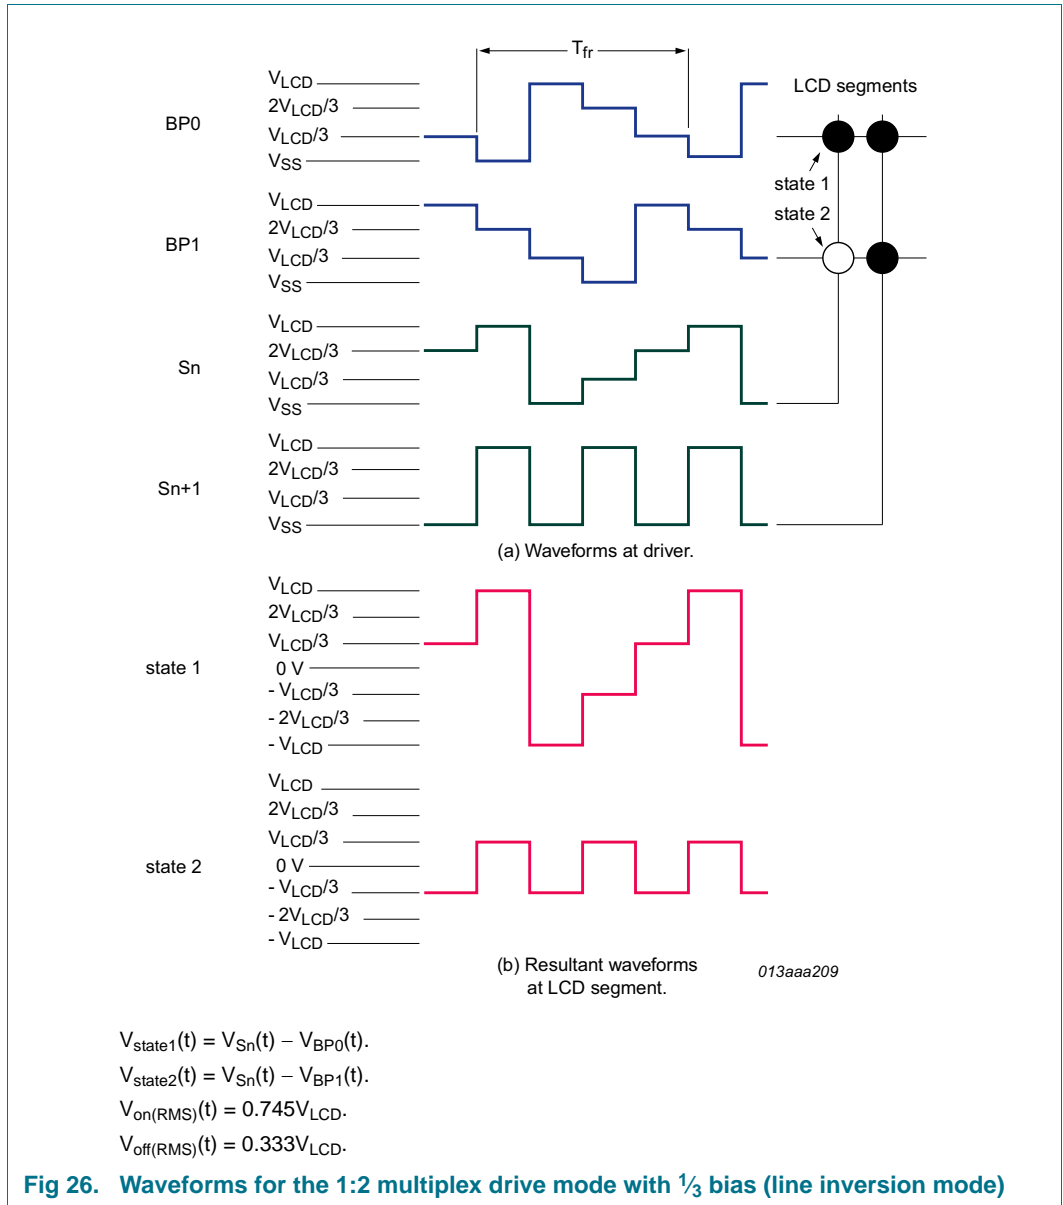 T_fr
V_LCD
2V_LCD/3
BP0
V_LCD/3
V_SS
LCD segments
state 1
state 2
V_LCD
2V_LCD/3
BP1
V_LCD/3
V_SS
V_LCD
2V_LCD/3
Sn
V_LCD/3
V_SS
V_LCD
2V_LCD/3
Sn+1
V_LCD/3
V_SS
(a) Waveforms at driver.
V_LCD
2V_LCD/3
V_LCD/3
state 1
0 V
- V_LCD/3
- 2V_LCD/3
- V_LCD
V_LCD
2V_LCD/3
V_LCD/3
state 2
0 V
- V_LCD/3
- 2V_LCD/3
- V_LCD
(b) Resultant waveforms
at LCD segment.
013aaa209
V_state1(t) = V_Sn(t) − V_BP0(t).
V_state2(t) = V_Sn(t) − V_BP1(t).
V_on(RMS)(t) = 0.745V_LCD.
V_off(RMS)(t) = 0.333V_LCD.
Fig 26. Waveforms for the 1:2 multiplex drive mode with 1⁄3 bias (line inversion mode)